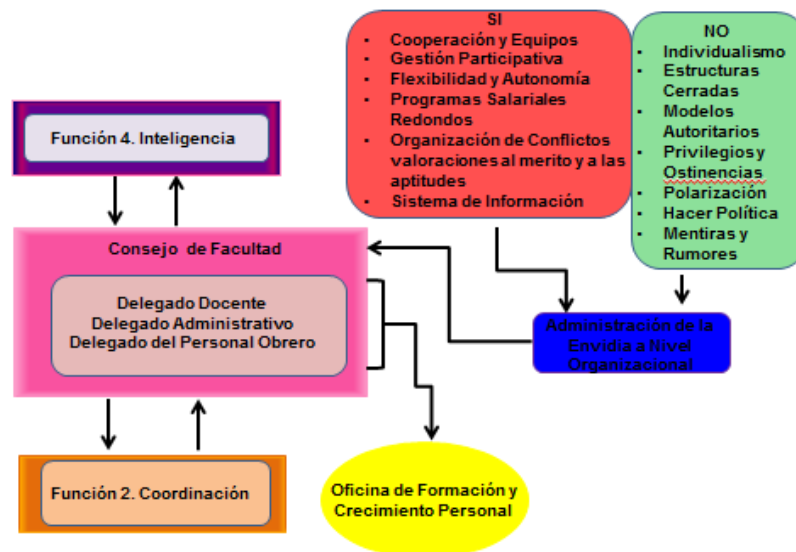 SI
• Cooperación y Equipos
• Gestión Participativa
• Flexibilidad y Autonomía
• Programas Salariales
Redondos
• Organización de Conflictos
valoraciones al merito y a las
aptitudes
• Sistema de Información
NO
• Individualismo
• Estructuras
Cerradas
• Modelos
Autoritarios
• Privilegios y
Ostinencias
• Polarización
• Hacer Política
• Mentiras y
Rumores
Función 4. Inteligencia
Consejo de Facultad
Delegado Docente
Delegado Administrativo
Delegado del Personal Obrero
Administración de la
Envidia a Nivel
Organizacional
Función 2. Coordinación
Oficina de Formación y
Crecimiento Personal